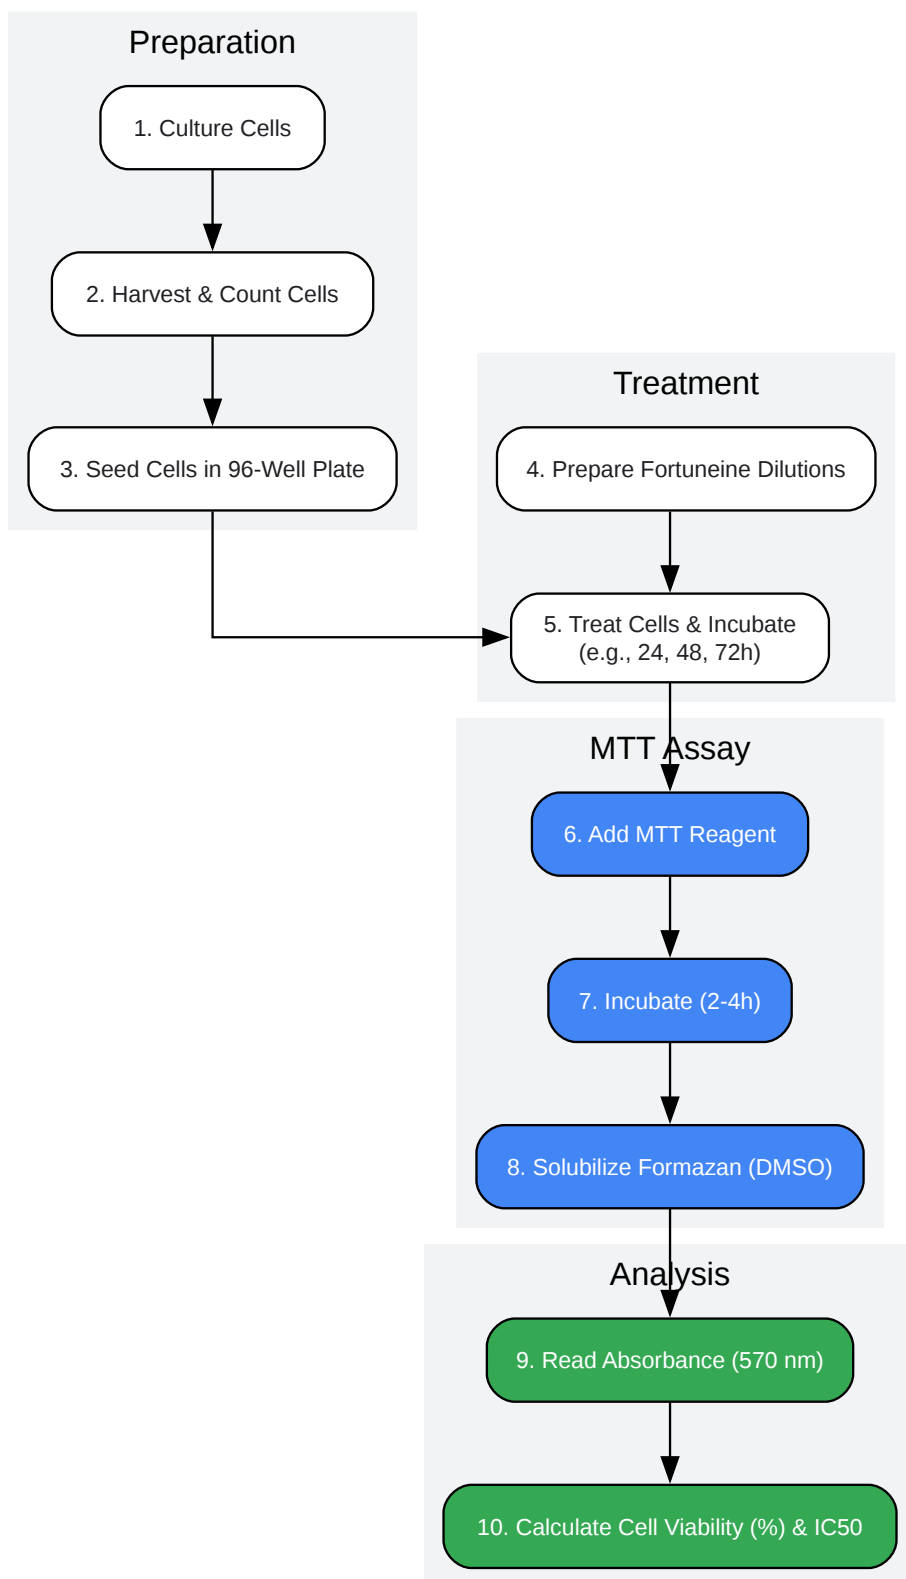 Preparation
1. Culture Cells
2. Harvest & Count Cells
3. Seed Cells in 96-Well Plate
Treatment
4. Prepare Fortuneine Dilutions
5. Treat Cells & Incubate
(e.g., 24, 48, 72h)
MTT Assay
6. Add MTT Reagent
7. Incubate (2-4h)
8. Solubilize Formazan (DMSO)
Analysis
9. Read Absorbance (570 nm)
10. Calculate Cell Viability (%) & IC50